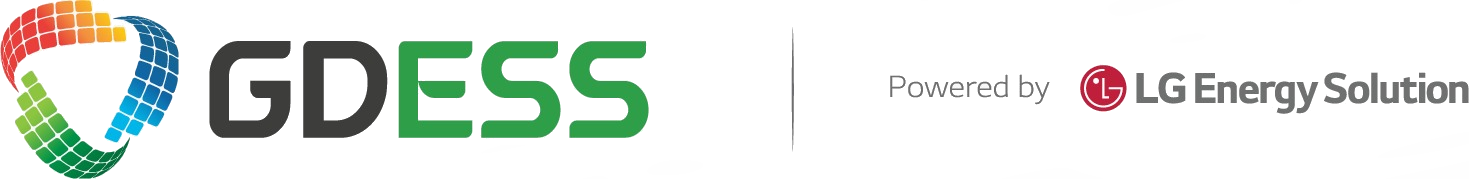 GDESS
Powered by LG Energy Solution